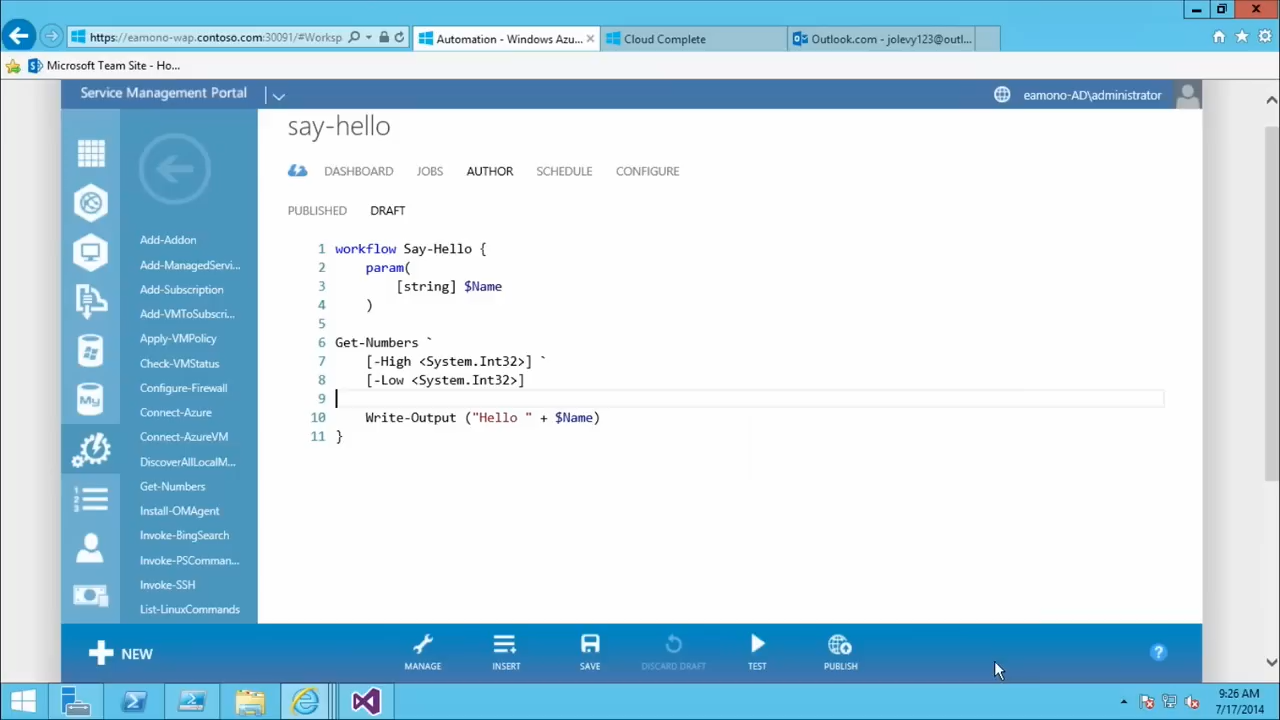 https://eamono-wap.contoso.com:30091/#Worksp
Automation - Windows Azu...
Cloud Complete
Outlook.com - jolevy123@outl...
Microsoft Team Site - Ho...
Service Management Portal
eamono-AD\administrator
say-hello
DASHBOARD JOBS AUTHOR SCHEDULE CONFIGURE
PUBLISHED DRAFT
Add-Addon
Add-ManagedServi...
Add-Subscription
Add-VMToSubscri...
Apply-VMPolicy
Check-VMStatus
Configure-Firewall
Connect-Azure
Connect-AzureVM
DiscoverAllLocalM...
Get-Numbers
Install-OMAgent
Invoke-BingSearch
Invoke-PSComman...
Invoke-SSH
List-LinuxCommands
My
1 workflow Say-Hello {
2 param(
3 [string] $Name
4 )
5
6 Get-Numbers `
7 [-High <System.Int32>] `
8 [-Low <System.Int32>]
9
10 Write-Output ("Hello " + $Name)
11 }
NEW
MANAGE INSERT SAVE DISCARD DRAFT TEST PUBLISH
?
9:26 AM
7/17/2014